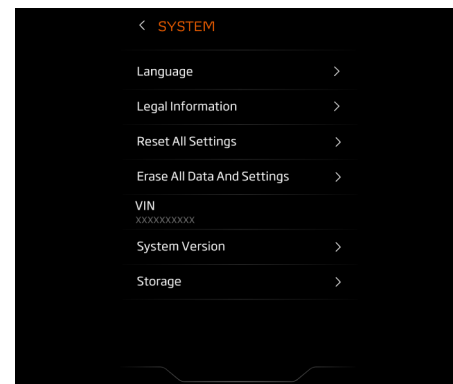 SYSTEM
Language
Legal Information
Reset All Settings
Erase All Data And Settings
VIN
XXXXXXXXXX
System Version
Storage